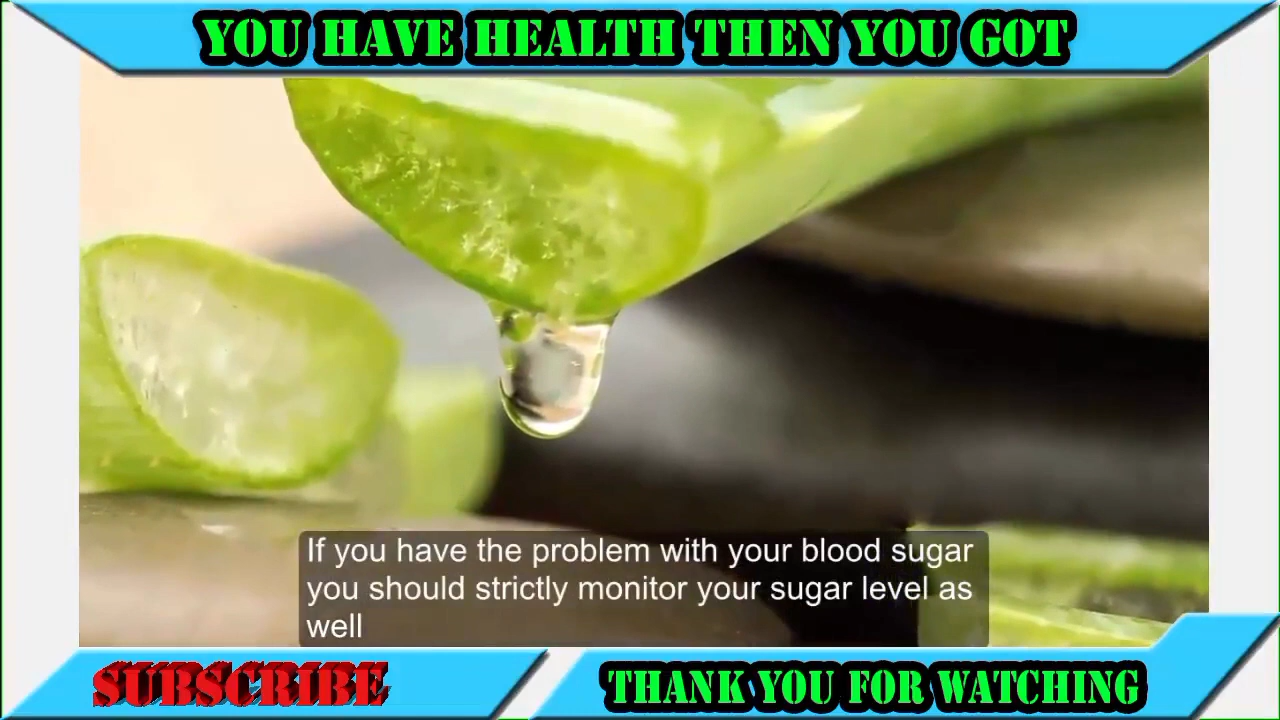 YOU HAVE HEALTH THEN YOU GOT
If you have the problem with your blood sugar
you should strictly monitor your sugar level as
well
SUBSCRIBE
THANK YOU FOR WATCHING